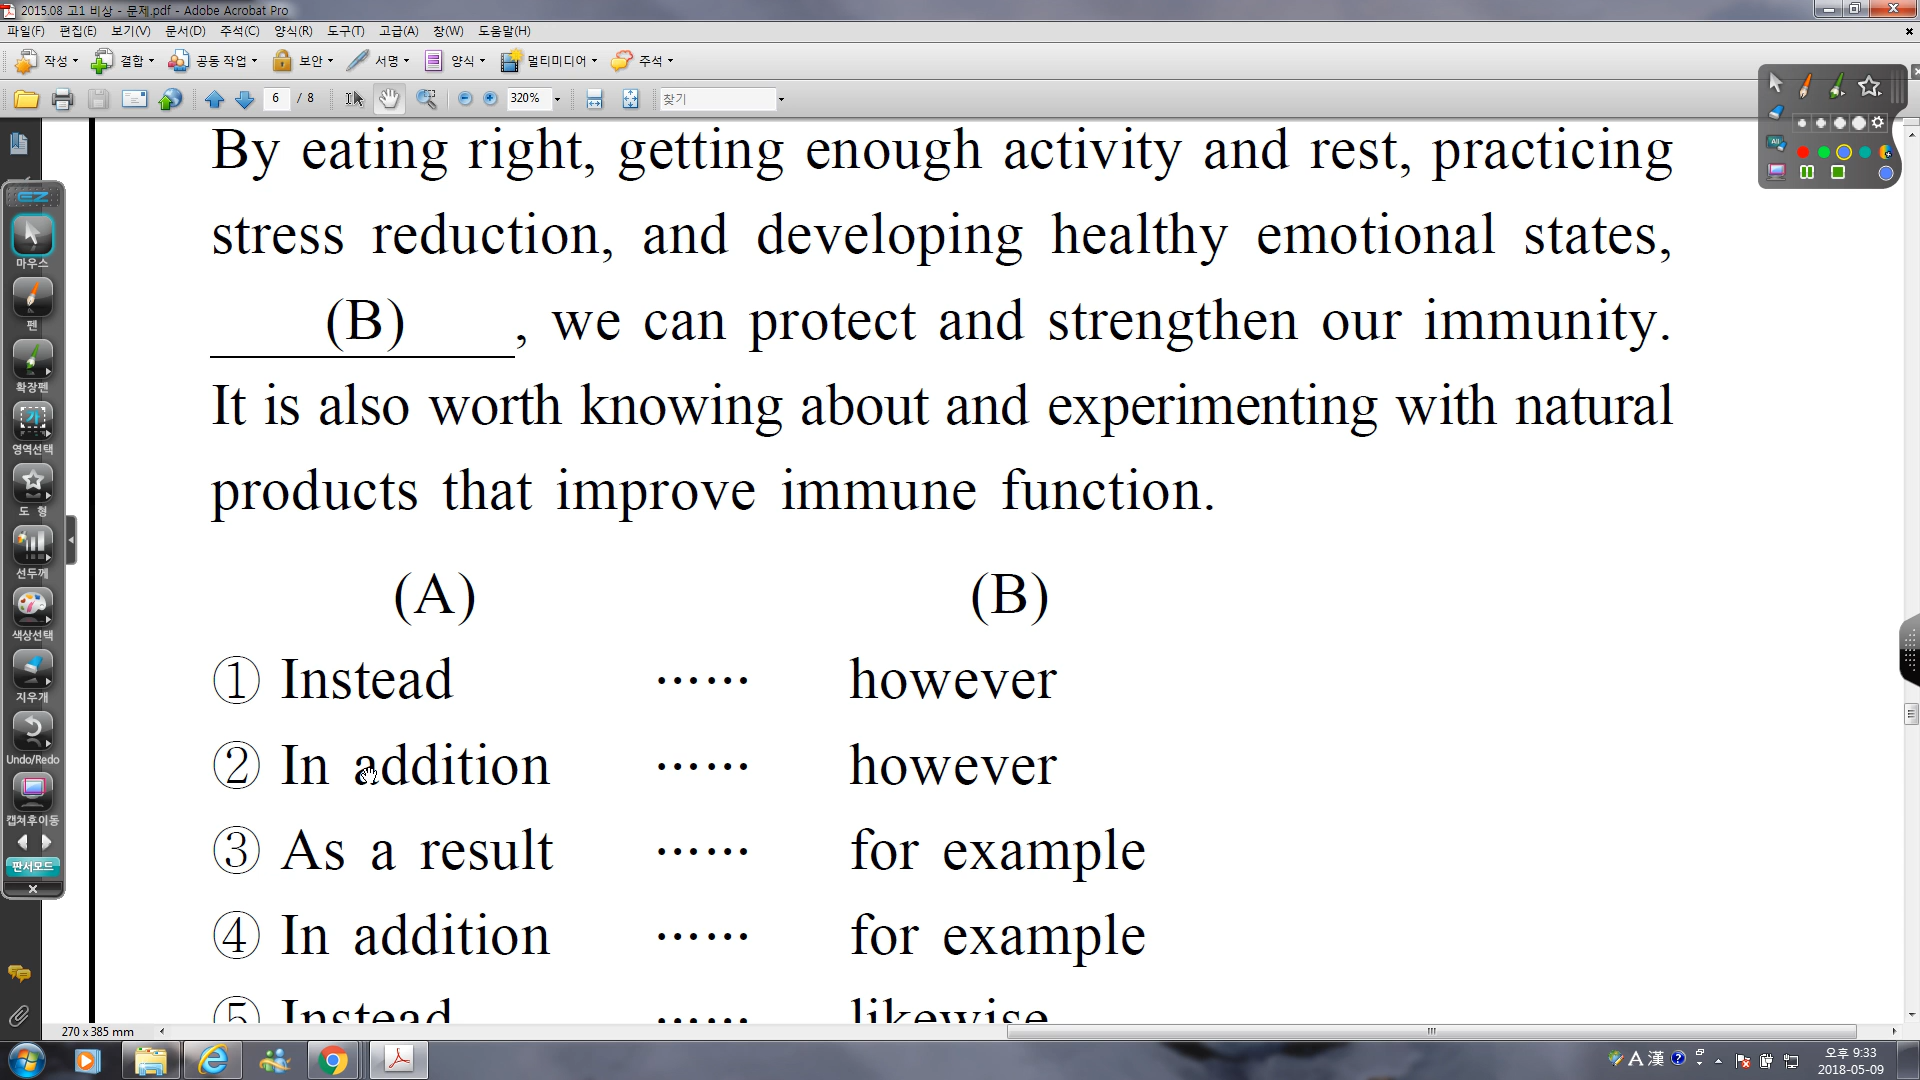 2015.08 고1 비상 - 문제.pdf - Adobe Acrobat Pro
파일(F) 편집(E) 보기(V) 문서(D) 주석(C) 양식(R) 도구(T) 고급(A) 창(W) 도움말(H)
작성 결합 공동 작업 보안 서명 양식 멀티미디어 주석
6 / 8 320% 찾기
By eating right, getting enough activity and rest, practicing
stress reduction, and developing healthy emotional states,
(B) , we can protect and strengthen our immunity.
It is also worth knowing about and experimenting with natural
products that improve immune function.
(A) (B)
① Instead …… however
② In addition …… however
③ As a result …… for example
④ In addition …… for example
⑤ Instead …… likewise
EZ
마우스
펜
확장펜
영역선택
도 형
선두께
색상선택
지우개
Undo/Redo
캡쳐후이동
판서모드
270 x 385 mm
A 漢
오후 9:33
2018-05-09